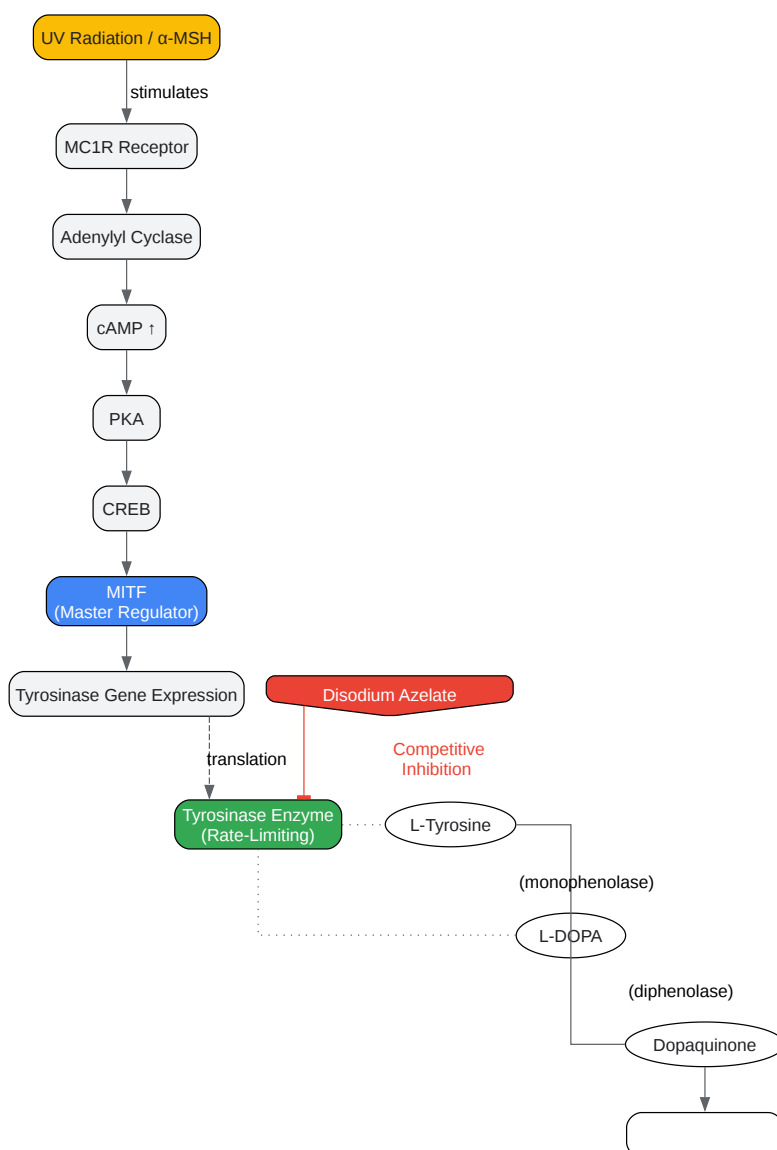 UV Radiation / α-MSH
stimulates
MC1R Receptor
Adenylyl Cyclase
cAMP ↑
PKA
CREB
MITF
(Master Regulator)
Tyrosinase Gene Expression
Disodium Azelate
translation
Competitive
Inhibition
Tyrosinase Enzyme
(Rate-Limiting)
L-Tyrosine
(monophenolase)
L-DOPA
(diphenolase)
Dopaquinone